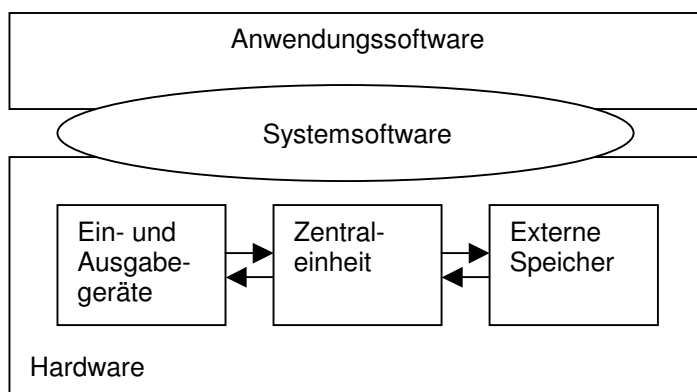 Anwendungssoftware
Systemsoftware
Ein- und
Ausgabe-
geräte
Zentral-
einheit
Externe
Speicher
Hardware